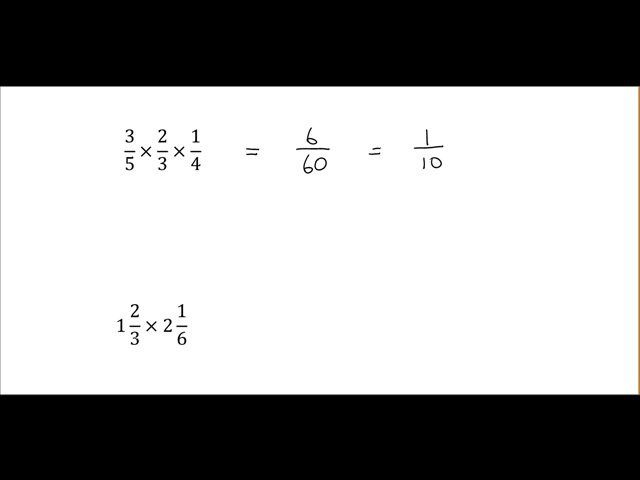 3/5 × 2/3 × 1/4 = 6/60 = 1/10
1 2/3 × 2 1/6